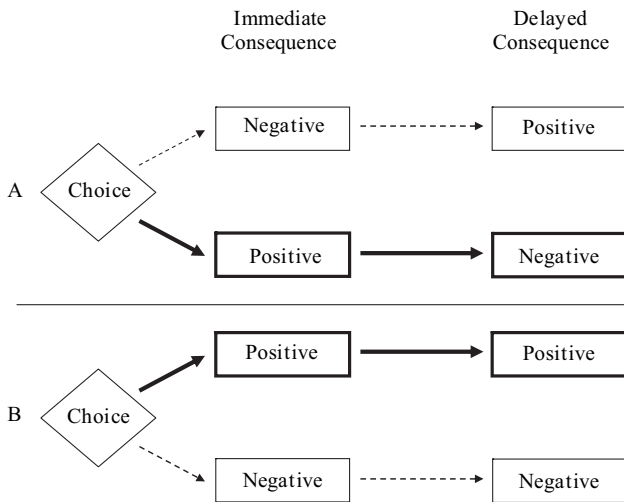 Immediate
Consequence
Delayed
Consequence
Negative
Positive
A
Choice
Positive
Negative
Positive
Positive
B
Choice
Negative
Negative